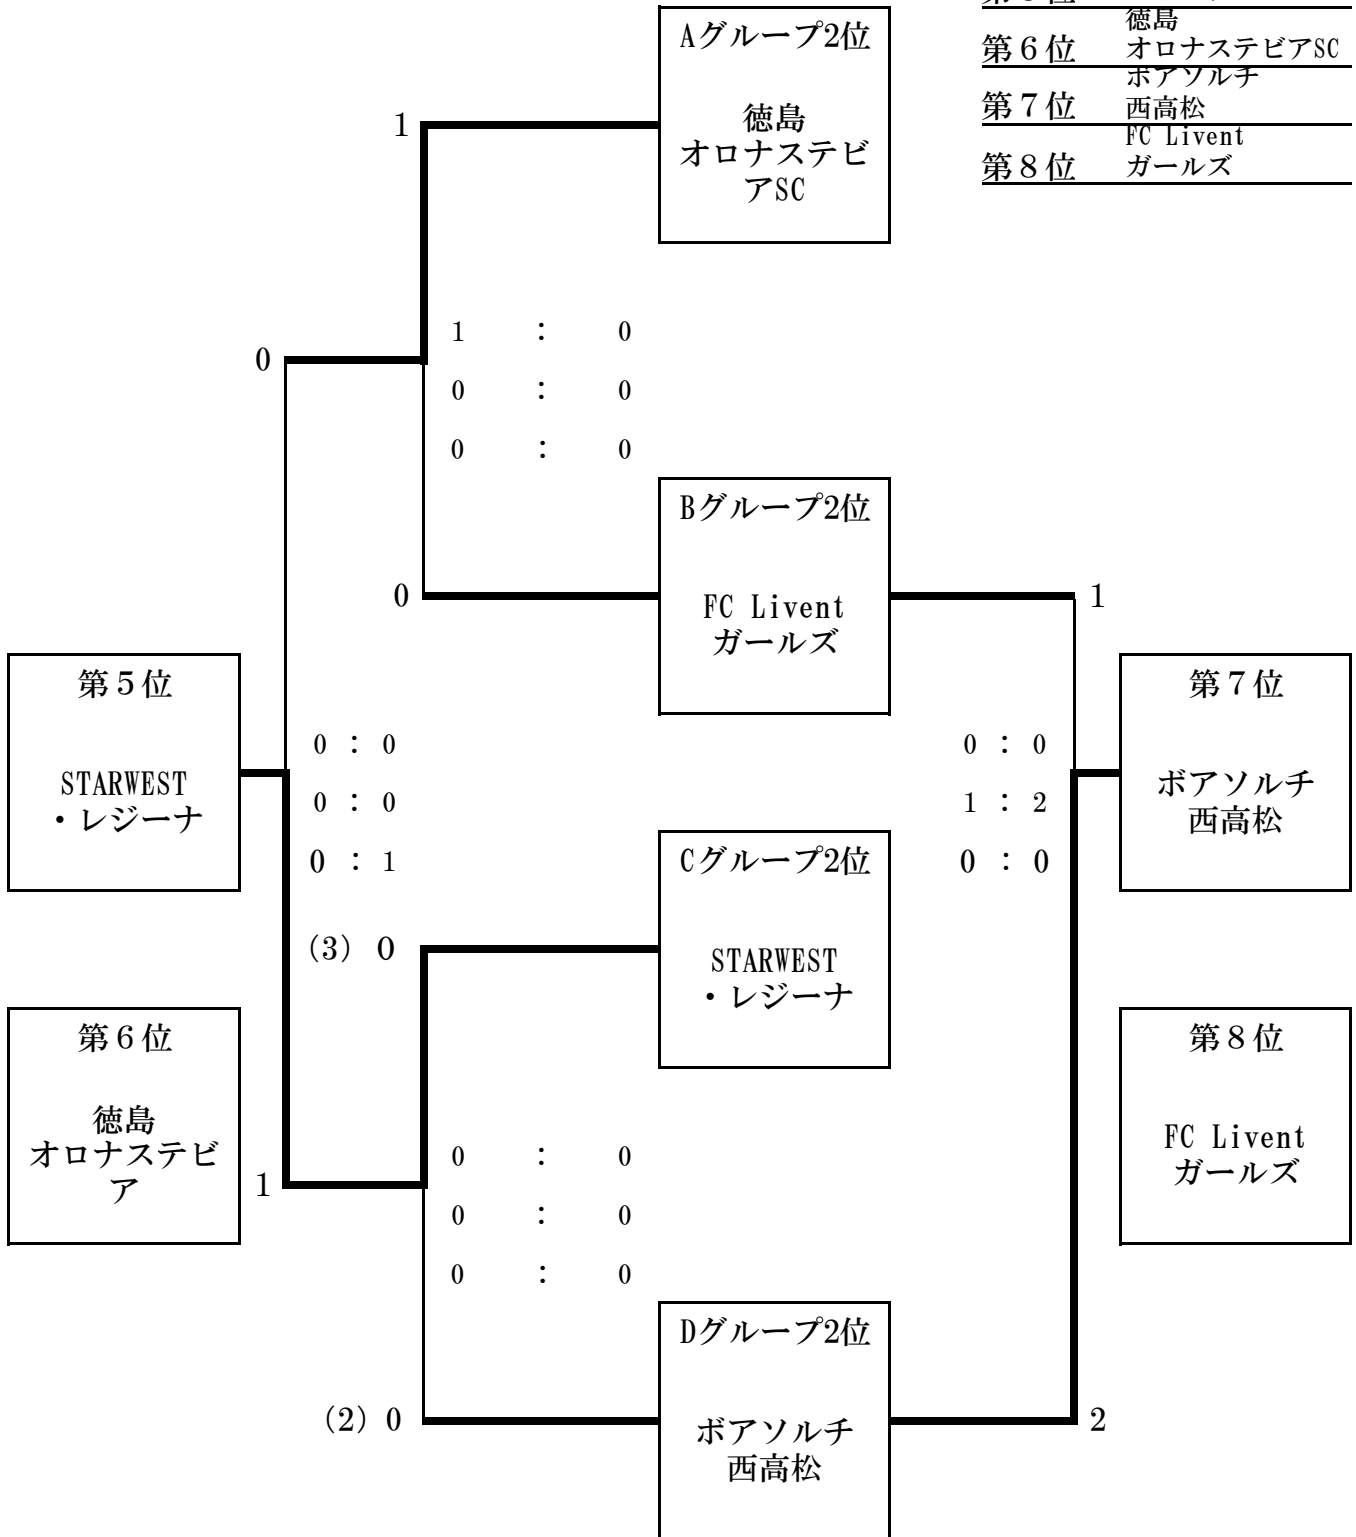 Aグループ2位
徳島
オロナステビ
アSC
徳島
第６位 オロナステビアSC
ボアソルチ
第７位 西高松
FC Livent
第８位 ガールズ
1
1 : 0
0
0 : 0
0 : 0
Bグループ2位
FC Livent
ガールズ
0
1
第５位
STARWEST
・レジーナ
0 : 0
0 : 0
0 : 1
0 : 0
1 : 2
0 : 0
第７位
ボアソルチ
西高松
Cグループ2位
STARWEST
・レジーナ
(3) 0
第６位
徳島
オロナステビ
ア
1
第８位
FC Livent
ガールズ
0 : 0
0 : 0
0 : 0
Dグループ2位
ボアソルチ
西高松
(2) 0
2